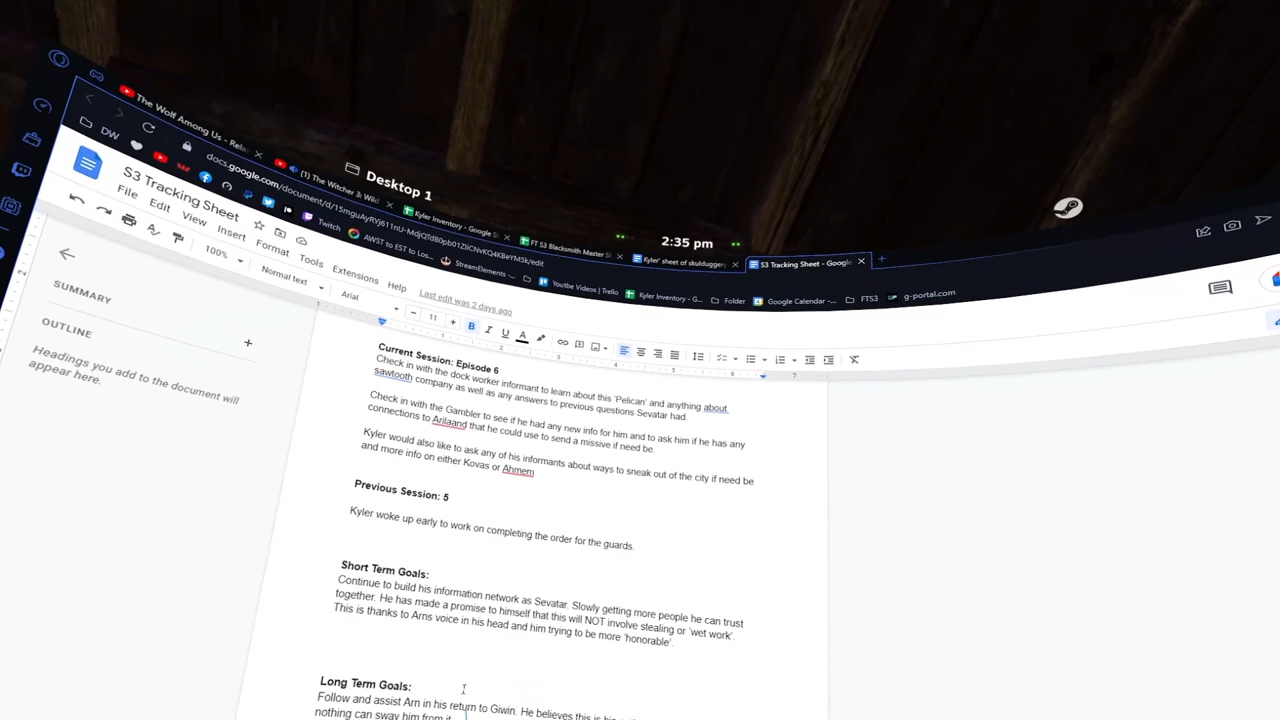 The Wolf Among Us - Rel
(1) The Witcher 3: Wil
Desktop 1
Kyler Inventory - Google S
FT S3 Blacksmith Master S
2:35 pm
Kyler' sheet of skulduggery
S3 Tracking Sheet - Google
DW
docs.google.com/document/d/
/edit
Twitch
AWST to EST to Los...
StreamElements -...
Youtbe Videos | Trello
Kyler Inventory - G...
Folder
Google Calendar -...
FTS3
g-portal.com
S3 Tracking Sheet
File Edit View Insert Format Tools Extensions Help
Last edit was 2 days ago
100% Normal text Arial 11
SUMMARY
OUTLINE
Headings you add to the document will
appear here.
Current Session: Episode 6
Check in with the dock worker informant to learn about this 'Pelican' and anything about
sawtooth company as well as any answers to previous questions Sevatar had.
Check in with the Gambler to see if he had any new info for him and to ask him if he has any
connections to Arilaand that he could use to send a missive if need be.
Kyler would also like to ask any of his informants about ways to sneak out of the city if need be
and more info on either Kovas or Ahmem
Previous Session: 5
Kyler woke up early to work on completing the order for the guards.
Short Term Goals:
Continue to build his information network as Sevatar. Slowly getting more people he can trust
together. He has made a promise to himself that this will NOT involve stealing or 'wet work'.
This is thanks to Arns voice in his head and him trying to be more 'honorable'.
Long Term Goals:
Follow and assist Arn in his return to Giwin. He believes this is his
nothing can sway him from it.